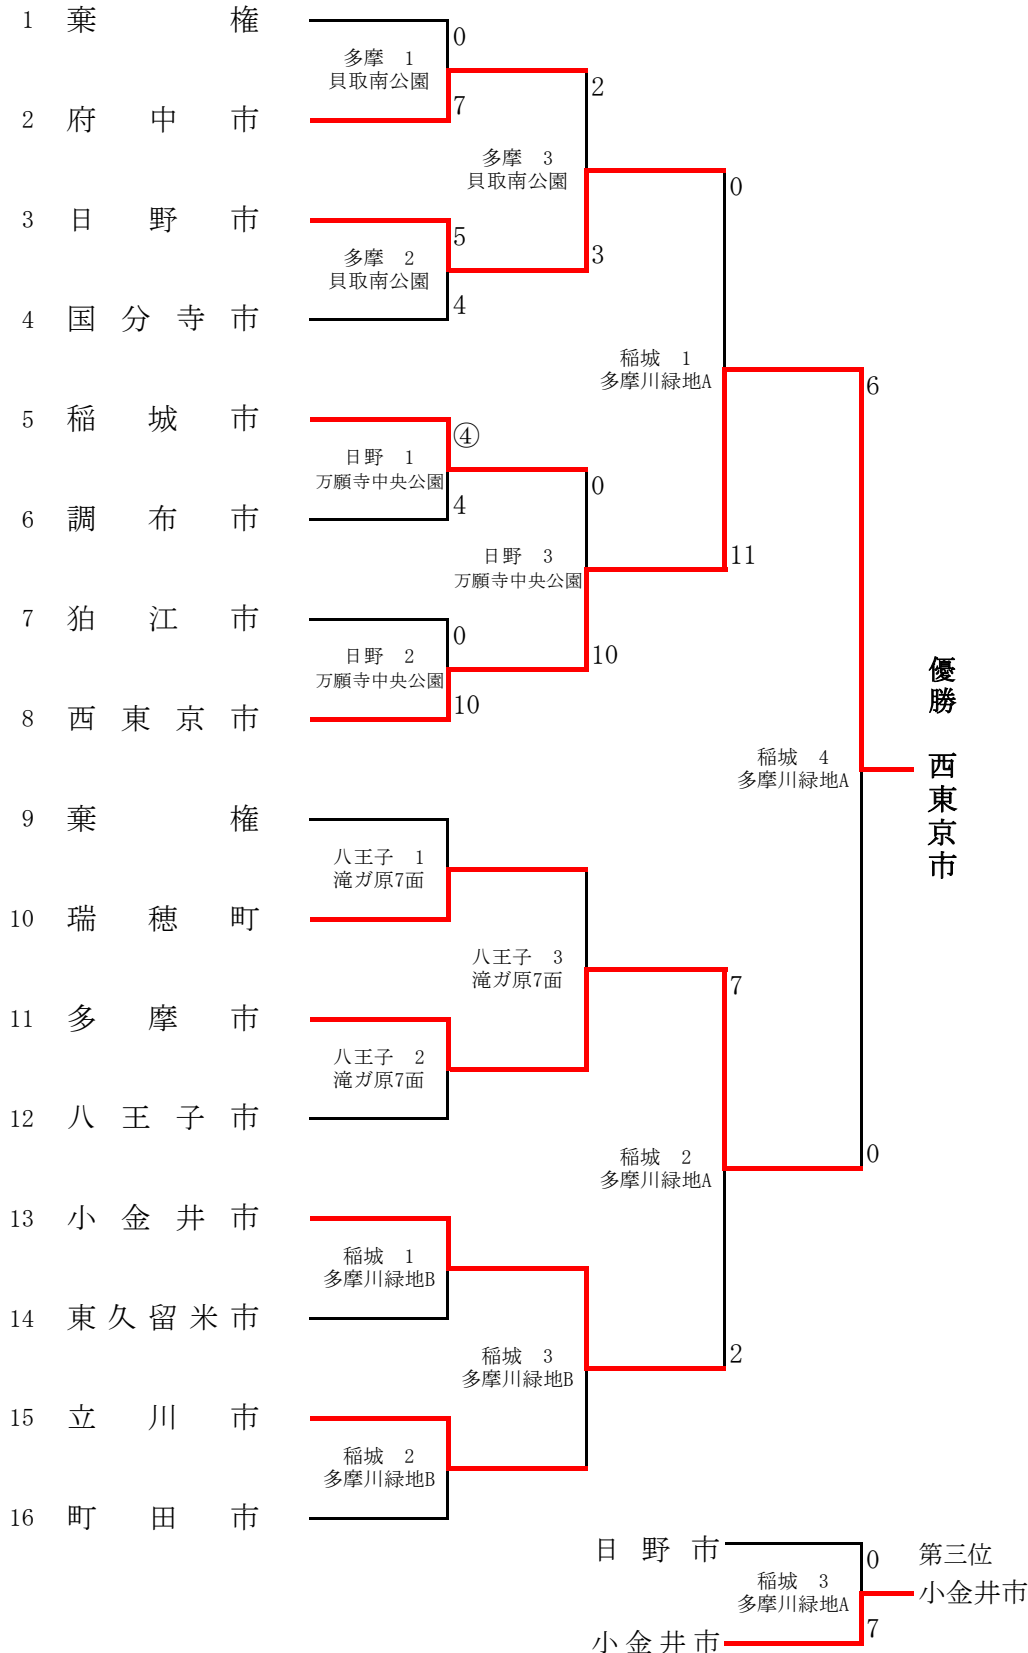 1 棄権
0
多摩 1
貝取南公園
7
2 府中市
2
多摩 3
貝取南公園
3
3 日野市
5
多摩 2
貝取南公園
4
4 国分寺市
0
稲城 1
多摩川緑地A
11
5 稲城市
④
日野 1
万願寺中央公園
4
6 調布市
0
日野 3
万願寺中央公園
10
7 狛江市
0
日野 2
万願寺中央公園
10
8 西東京市
6
稲城 4
多摩川緑地A
0
優勝 西東京市
9 棄権
八王子 1
滝ガ原7面
10 瑞穂町
八王子 3
滝ガ原7面
11 多摩市
八王子 2
滝ガ原7面
12 八王子市
7
稲城 2
多摩川緑地A
2
13 小金井市
稲城 1
多摩川緑地B
14 東久留米市
稲城 3
多摩川緑地B
15 立川市
稲城 2
多摩川緑地B
16 町田市
日野市
0
稲城 3
多摩川緑地A
7
小金井市
第三位
小金井市